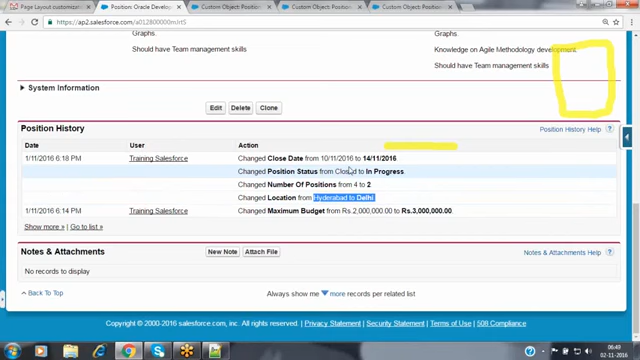 Page Layout customizati
Position Oracle Develop
Custom Object: Position
Custom Object: Position
Custom Object: Position
https://ap2.salesforce.com/a012800000mJrtS
Graphs.
Graphs.
Should have Team management skills
Knowledge on Agile Methodology development.
Should have Team management skills
System Information
Edit Delete Clone
Position History
Position History Help ?
Date User Action
1/11/2016 6.18 PM Training Salesforce Changed Close Date from 10/11/2016 to 14/11/2016.
Changed Position Status from Closed to In Progress.
Changed Number Of Positions from 4 to 2.
Changed Location from Hyderabad to Delhi.
1/11/2016 6.14 PM Training Salesforce Changed Maximum Budget from Rs.2,000,000.00 to Rs.3,000,000.00.
Show more » | Go to list »
Notes & Attachments
New Note Attach File
Notes & Attachments Help ?
No records to display
Back To Top
Always show me more records per related list
Copyright © 2000-2016 salesforce.com, inc. All rights reserved. | Privacy Statement | Security Statement | Terms of Use | 508 Compliance
06:49
02-11-2016